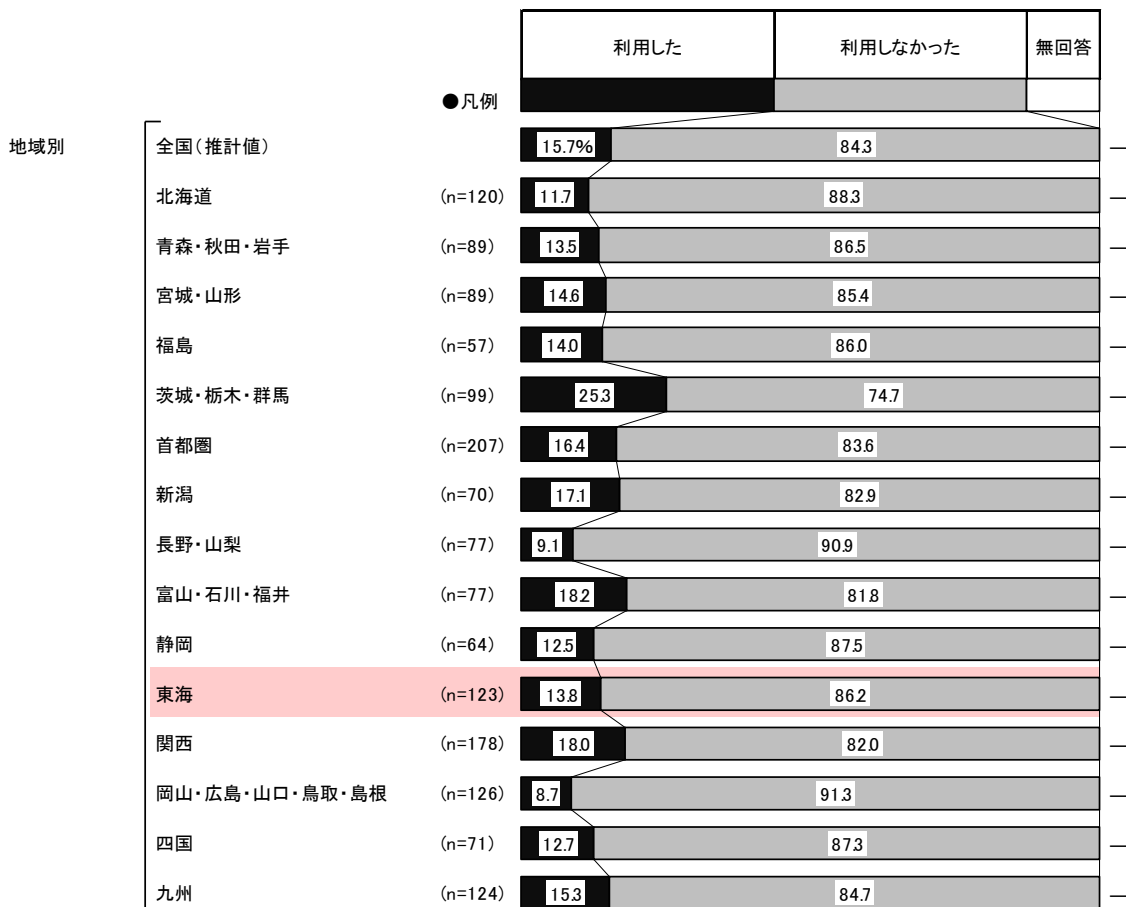 利用した 利用しなかった 無回答
●凡例
地域別 全国(推計値) 15.7% 84.3 —
北海道 (n=120) 11.7 88.3 —
青森・秋田・岩手 (n=89) 13.5 86.5 —
宮城・山形 (n=89) 14.6 85.4 —
福島 (n=57) 14.0 86.0 —
茨城・栃木・群馬 (n=99) 25.3 74.7 —
首都圏 (n=207) 16.4 83.6 —
新潟 (n=70) 17.1 82.9 —
長野・山梨 (n=77) 9.1 90.9 —
富山・石川・福井 (n=77) 18.2 81.8 —
静岡 (n=64) 12.5 87.5 —
東海 (n=123) 13.8 86.2 —
関西 (n=178) 18.0 82.0 —
岡山・広島・山口・鳥取・島根 (n=126) 8.7 91.3 —
四国 (n=71) 12.7 87.3 —
九州 (n=124) 15.3 84.7 —